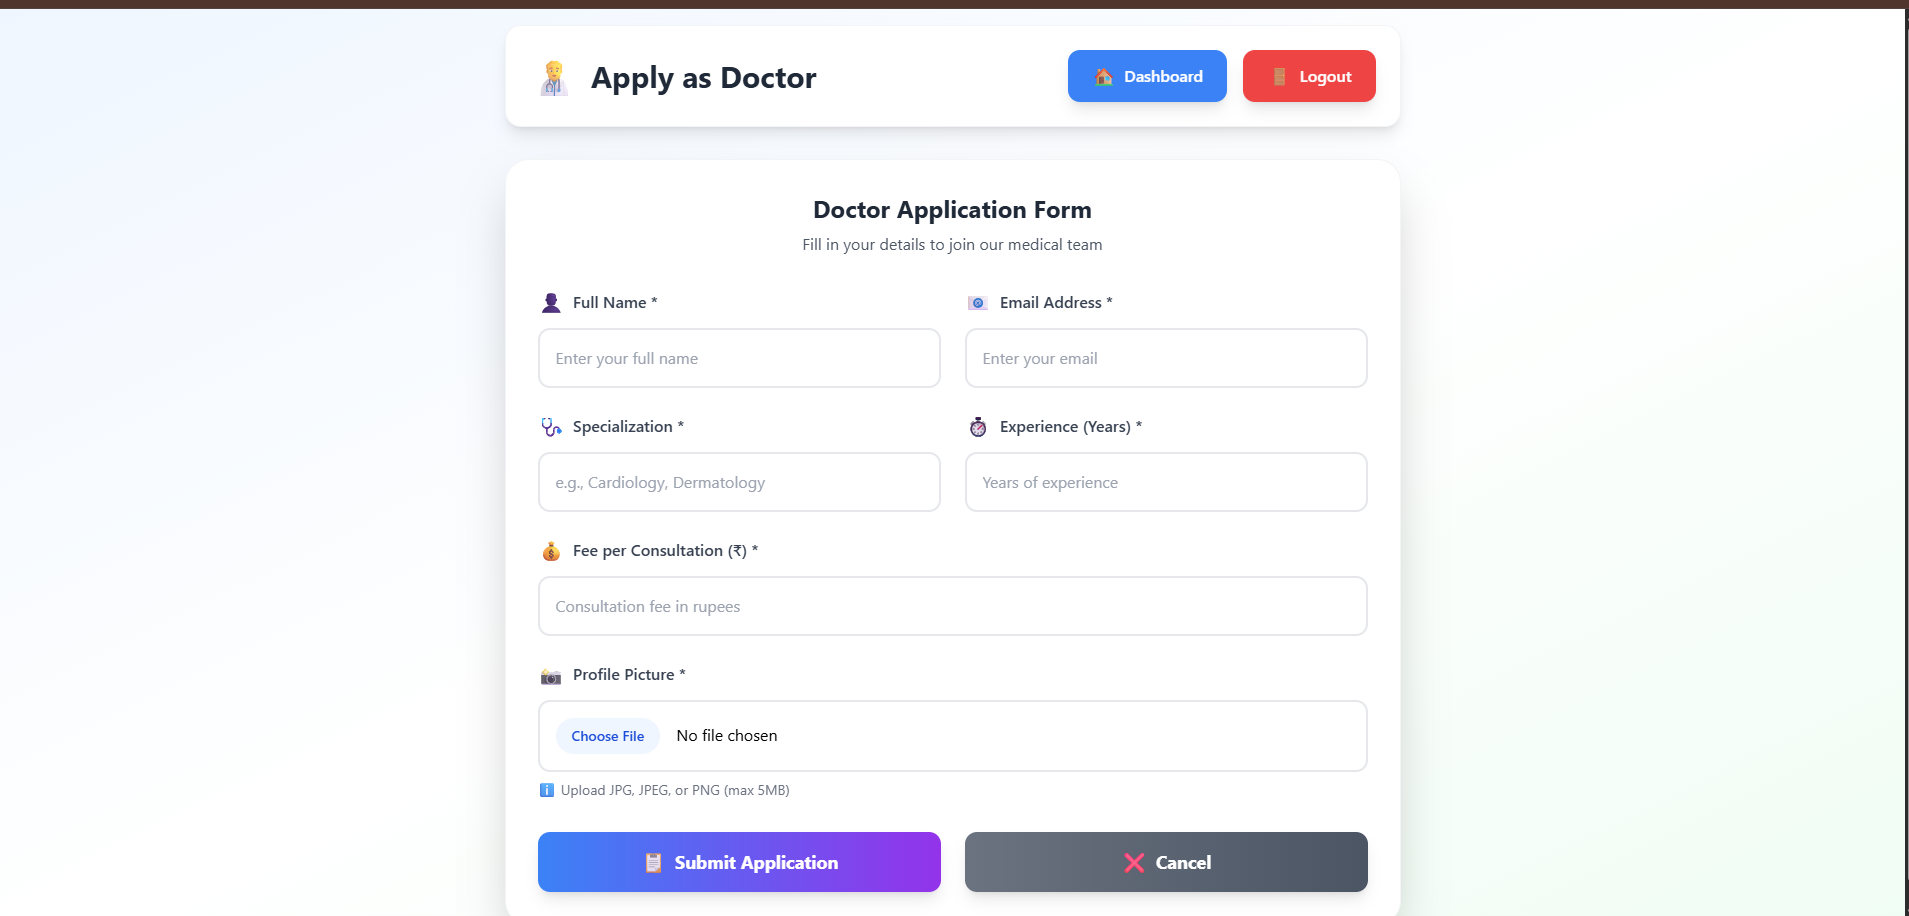 Apply as Doctor
Dashboard
Logout
Doctor Application Form
Fill in your details to join our medical team
Full Name *
Email Address *
Enter your full name
Enter your email
Specialization *
Experience (Years) *
e.g., Cardiology, Dermatology
Years of experience
Fee per Consultation (₹) *
Consultation fee in rupees
Profile Picture *
Choose File No file chosen
Upload JPG, JPEG, or PNG (max 5MB)
Submit Application
Cancel